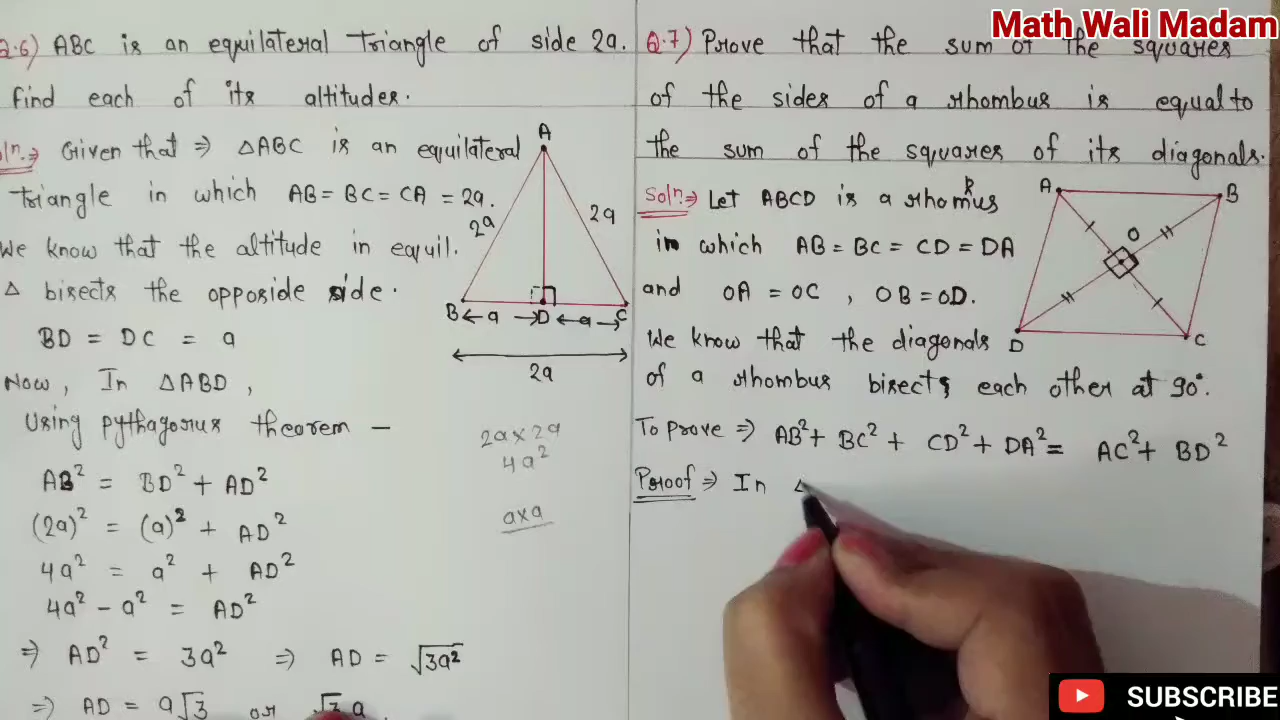 Math Wali Madam
Q.6) ABC is an equilateral Triangle of side 2a.
Find each of its altitudes.
Soln.⇒ Given that ⇒ △ABC is an equilateral
Triangle in which AB = BC = CA = 2a.
We know that the altitude in equil.
△ bisects the opposide side.
BD = DC = a
Now, In △ABD,
Using pythagorus theorem —
AB² = BD² + AD²
(2a)² = (a)² + AD²
4a² = a² + AD²
4a² - a² = AD²
⇒ AD² = 3a² ⇒ AD = √3a²
⇒ AD = a√3 or √3 a.
A
2a
2a
B ← a → D ← a → C
2a
2a×2a
4a²
a×a
Q.7) Prove that the sum of the squares
of the sides of a rhombus is equal to
the sum of the squares of its diagonals.
Soln.⇒ Let ABCD is a rhombus
in which AB = BC = CD = DA
and OA = OC , OB = OD.
We know that the diagonals
of a rhombus bisects each other at 90°.
To prove ⇒ AB² + BC² + CD² + DA² = AC² + BD²
Proof ⇒ In △
A
B
O
D
C
SUBSCRIBE